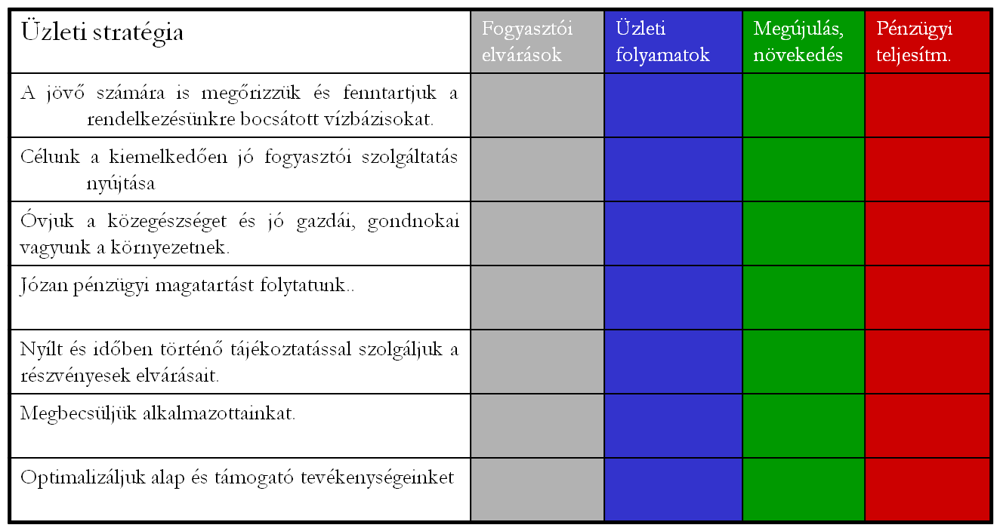 Üzleti stratégia
Fogyasztói
elvárások
Üzleti
folyamatok
Megújulás,
növekedés
Pénzügyi
teljesítm.
A jövő számára is megőrizzük és fenntartjuk a
rendelkezésünkre bocsátott vízbázisokat.
Célunk a kiemelkedően jó fogyasztói szolgáltatás
nyújtása
Óvjuk a közegészséget és jó gazdái, gondnokai
vagyunk a környezetnek.
Józan pénzügyi magatartást folytatunk..
Nyílt és időben történő tájékoztatással szolgáljuk a
részvényesek elvárásait.
Megbecsüljük alkalmazottainkat.
Optimalizáljuk alap és támogató tevékenységeinket